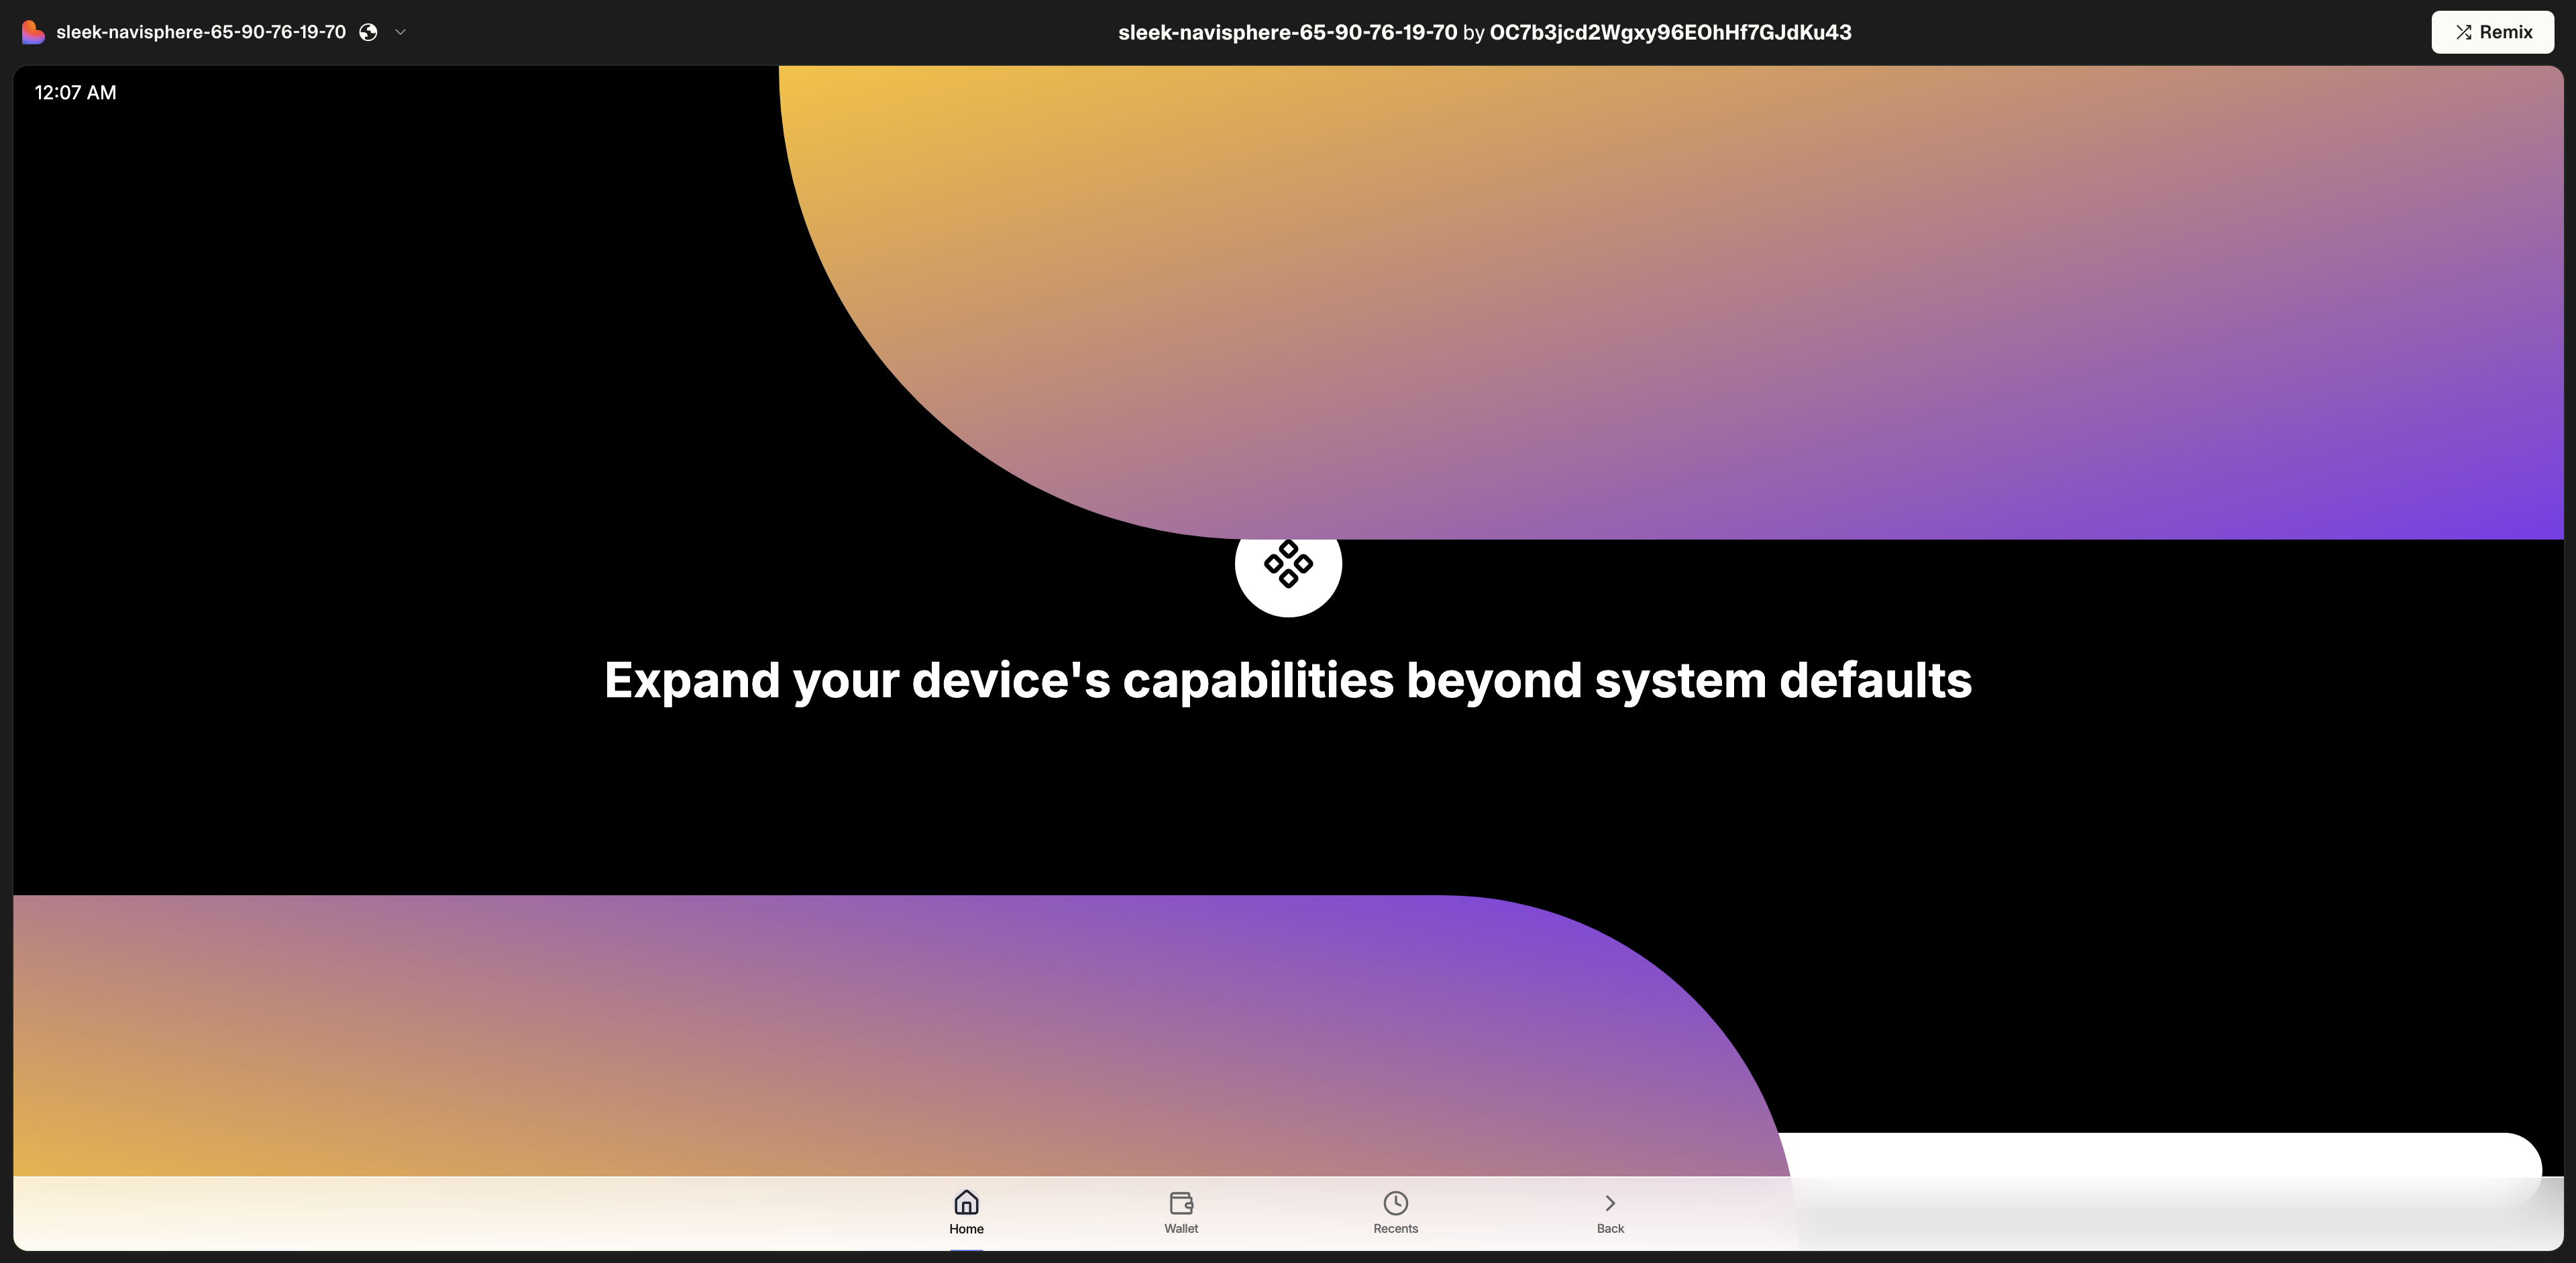 sleek-navisphere-65-90-76-19-70
sleek-navisphere-65-90-76-19-70 by OC7b3jcd2Wgxy96EOhHf7GJdKu43
Remix
12:07 AM
Expand your device's capabilities beyond system defaults
Home
Wallet
Recents
Back